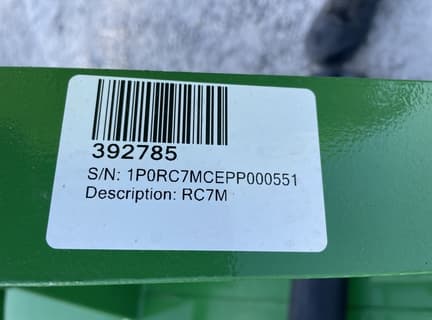 392785
S/N: 1P0RC7MCEPP000551
Description: RC7M